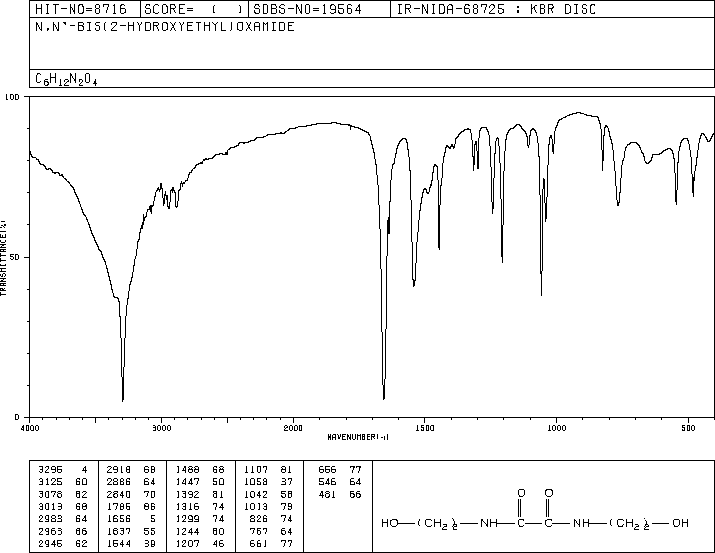 HIT-NO=8716 SCORE= ( ) SDBS-NO=19564 IR-NIDA-68725 : KBR DISC
N,N'-BIS(2-HYDROXYETHYL)OXAMIDE
C6H12N2O4
100
50
0
TRANSMITTANCE(%)
4000 3000 2000 1500 1000 500
WAVENUMBER(-1)
3295 4 2918 68 1488 68 1107 81 656 77
3125 60 2886 64 1447 50 1058 37 546 64
3078 62 2840 70 1392 81 1042 58 481 66
3013 68 1786 86 1316 74 1013 79
2983 64 1656 5 1299 74 826 74
2963 66 1637 55 1244 60 767 64
2945 62 1544 39 1207 46 661 77
O O
HO—(CH2)2—NH—C—C—NH—(CH2)2—OH